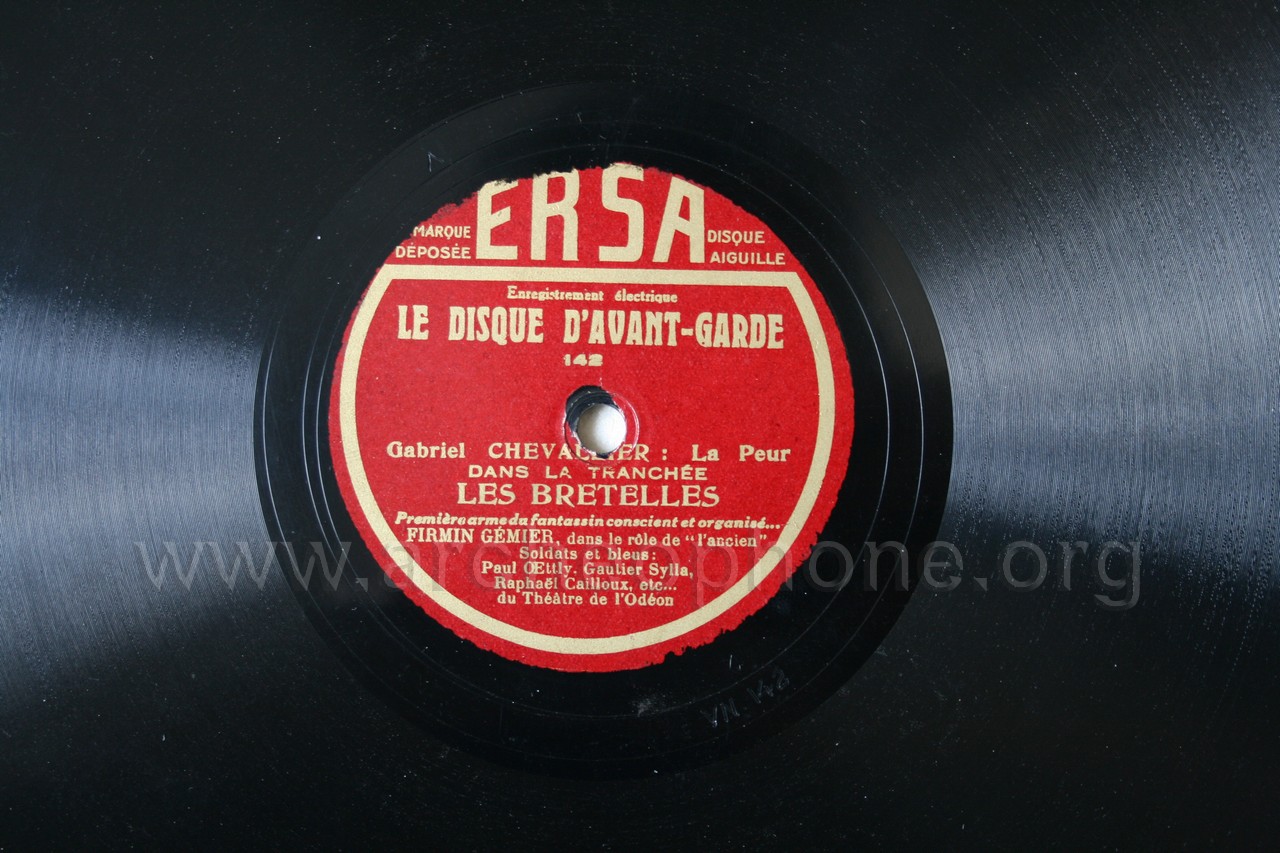 ERSA
MARQUE DÉPOSÉE
DISQUE AIGUILLE
Enregistrement électrique
LE DISQUE D'AVANT-GARDE
142
Gabriel CHEVALLIER : La Peur
DANS LA TRANCHÉE
LES BRETELLES
Première arme du fantassin conscient et organisé...
FIRMIN GÉMIER, dans le rôle de "l'ancien"
Soldats et bleus:
Paul Œttly. Gautier Sylla,
Raphaël Cailloux, etc...
du Théâtre de l'Odéon
www.archeophone.org